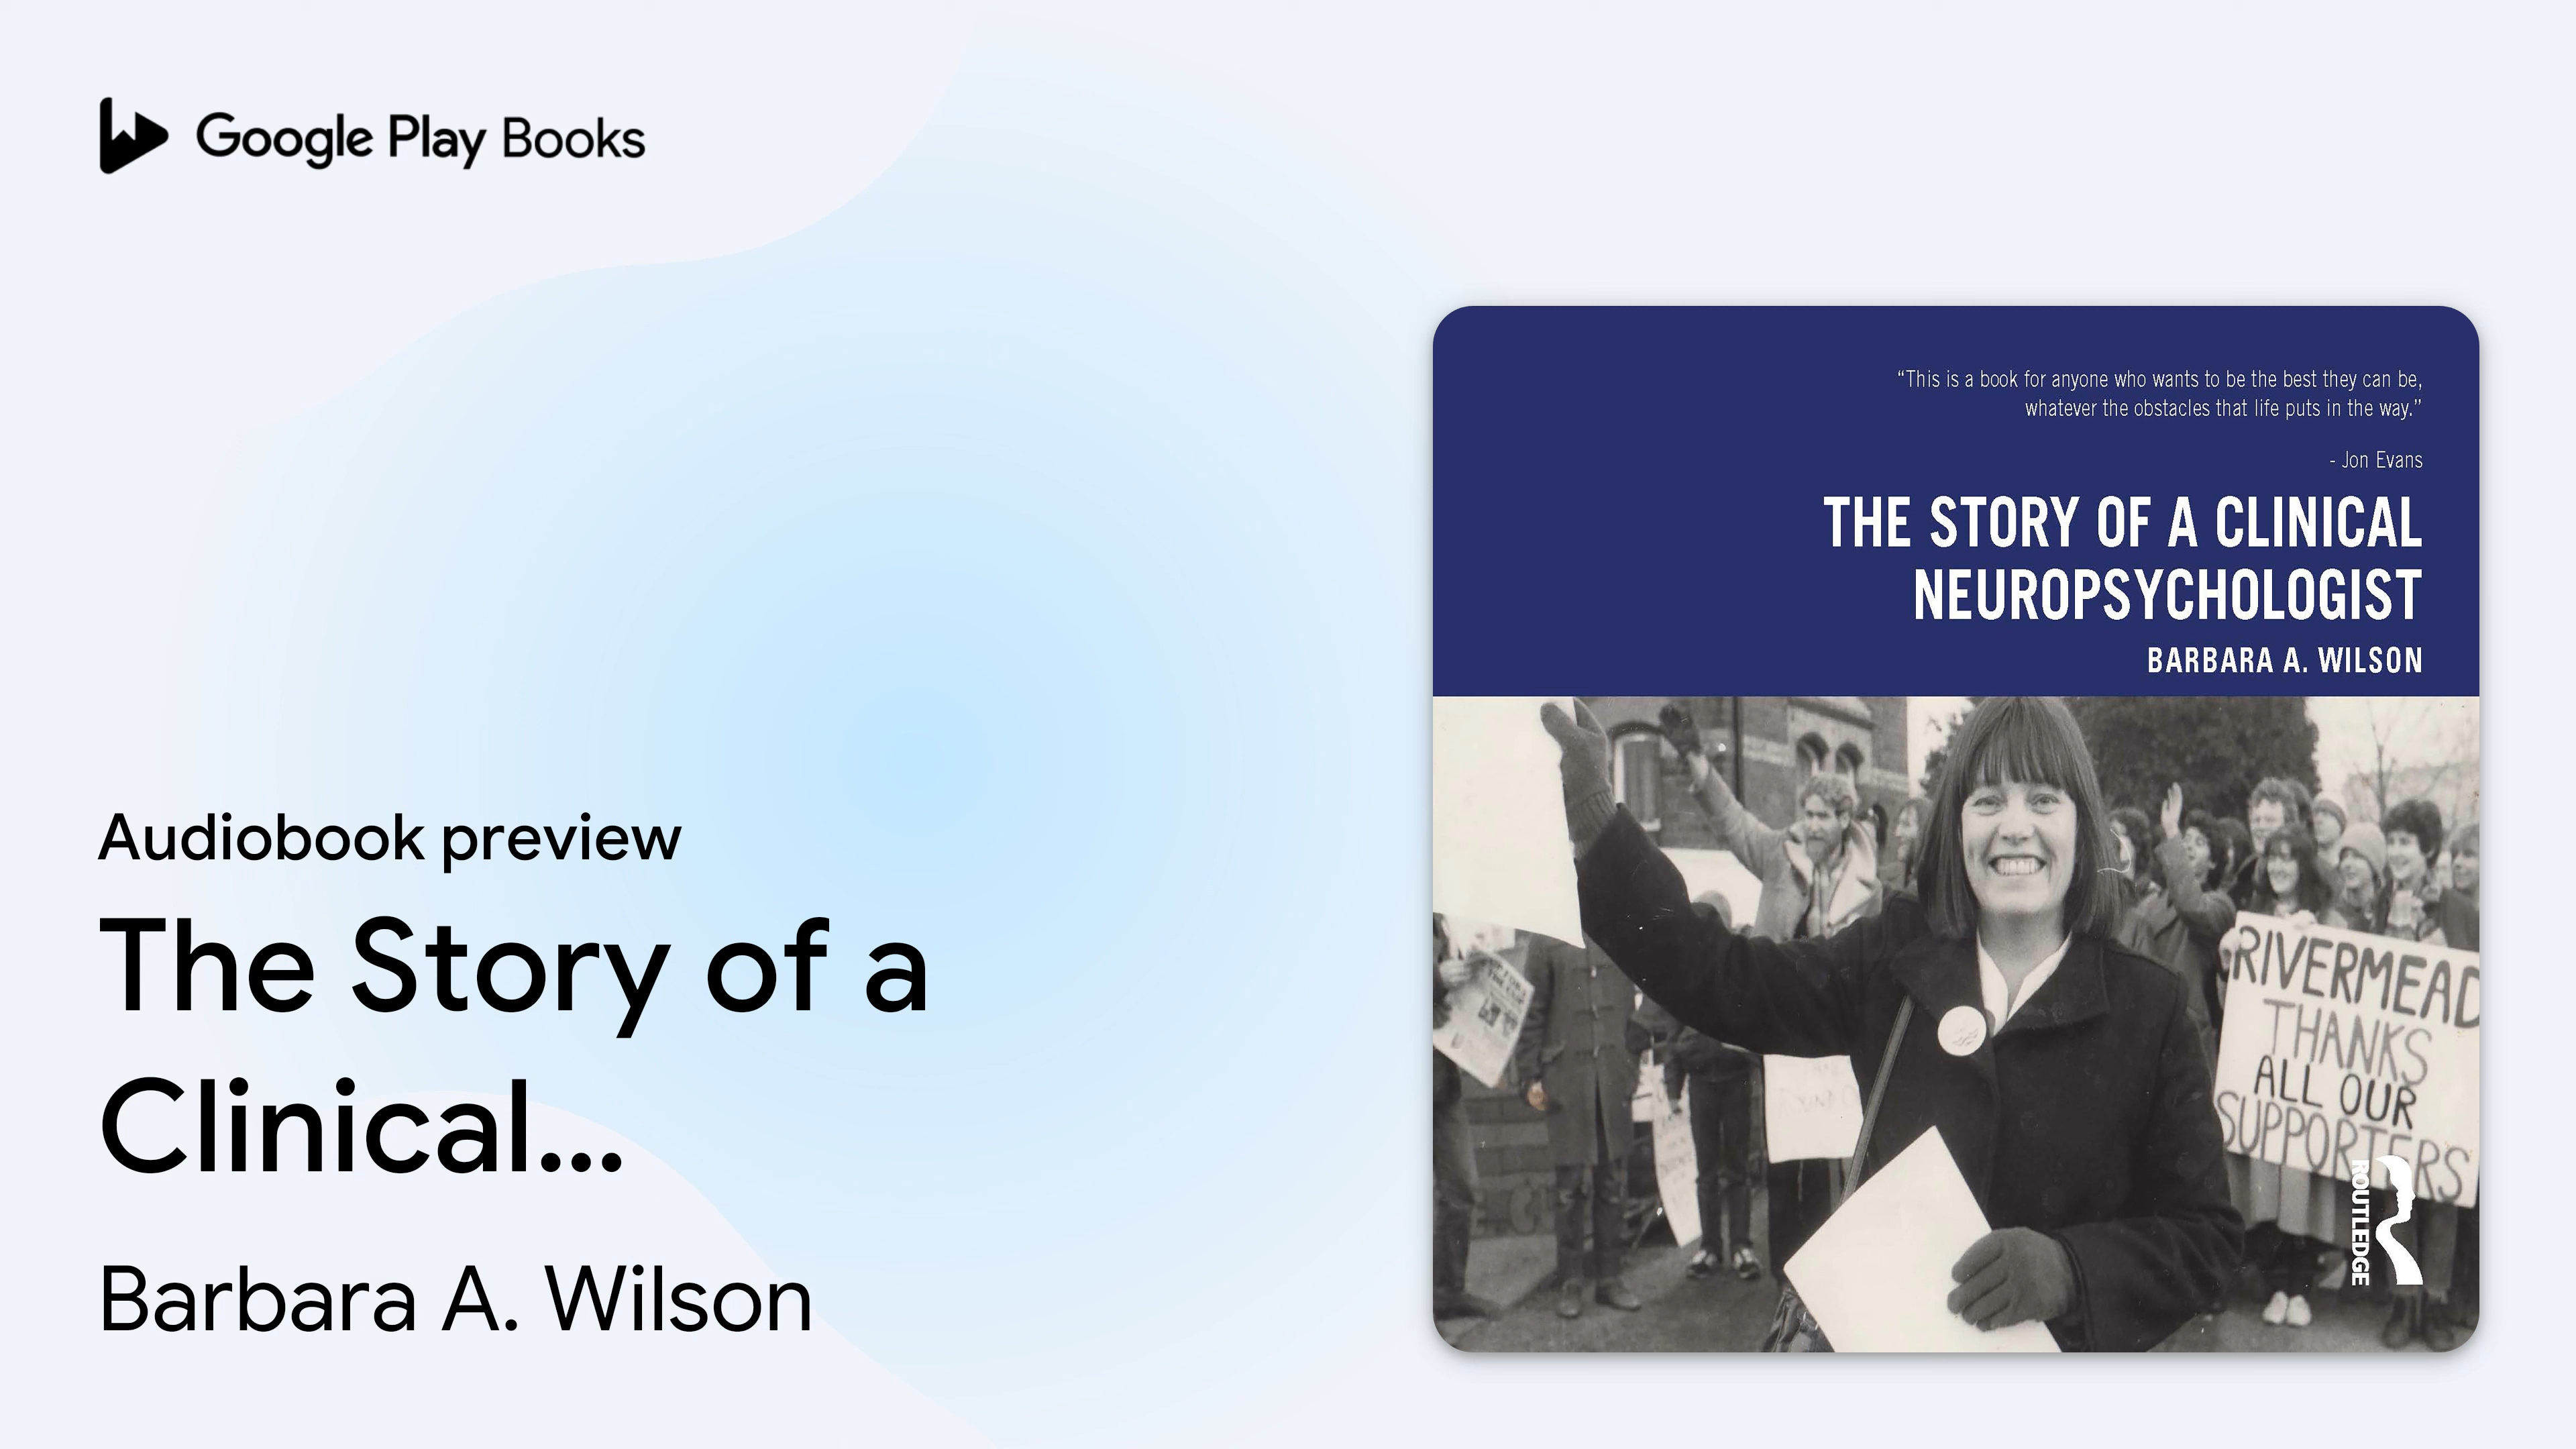 Google Play Books
Audiobook preview
The Story of a
Clinical...
Barbara A. Wilson
“This is a book for anyone who wants to be the best they can be,
whatever the obstacles that life puts in the way.”
- Jon Evans
THE STORY OF A CLINICAL
NEUROPSYCHOLOGIST
BARBARA A. WILSON
RIVERMEAD
THANKS
ALL OUR
SUPPORTERS
ROUTLEDGE